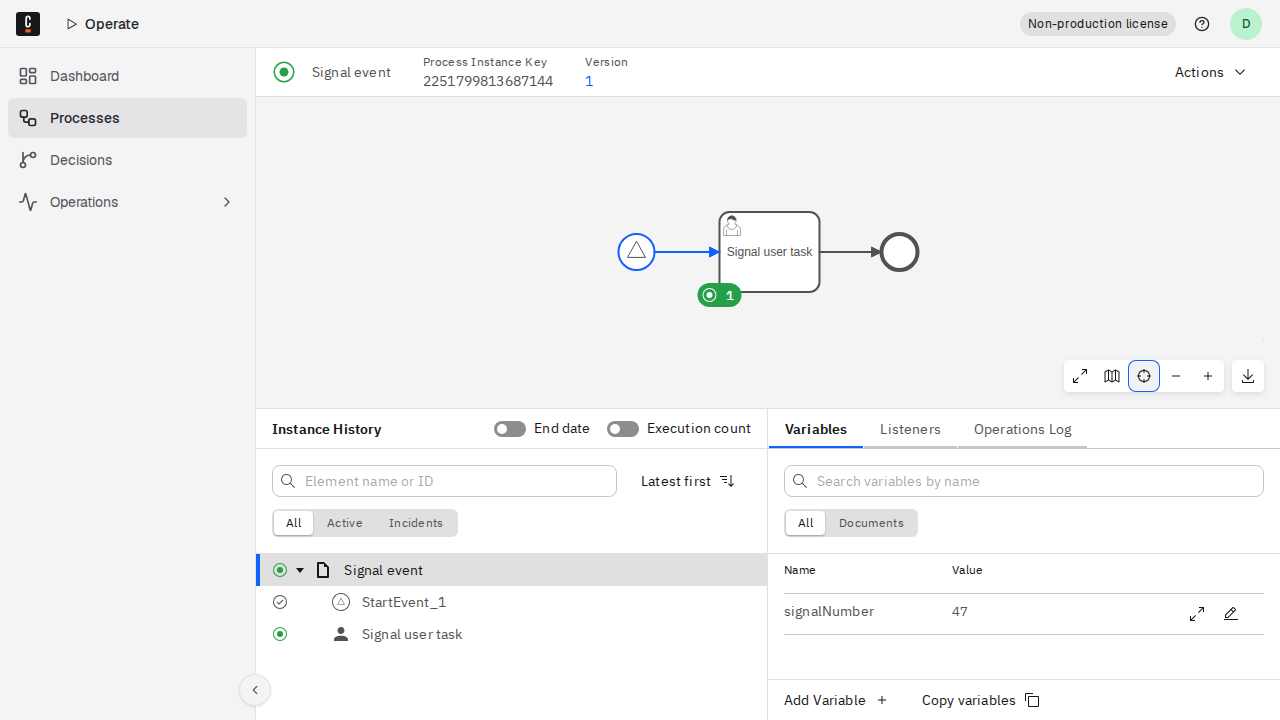 C
Operate
Non-production license
D
Dashboard
Processes
Decisions
Operations
Signal event
Process Instance Key
2251799813687144
Version
1
Actions
Signal user task
1
Instance History
End date
Execution count
Element name or ID
Latest first
All
Active
Incidents
Signal event
StartEvent_1
Signal user task
Variables
Listeners
Operations Log
Search variables by name
All
Documents
Name
Value
signalNumber
47
Add Variable
Copy variables